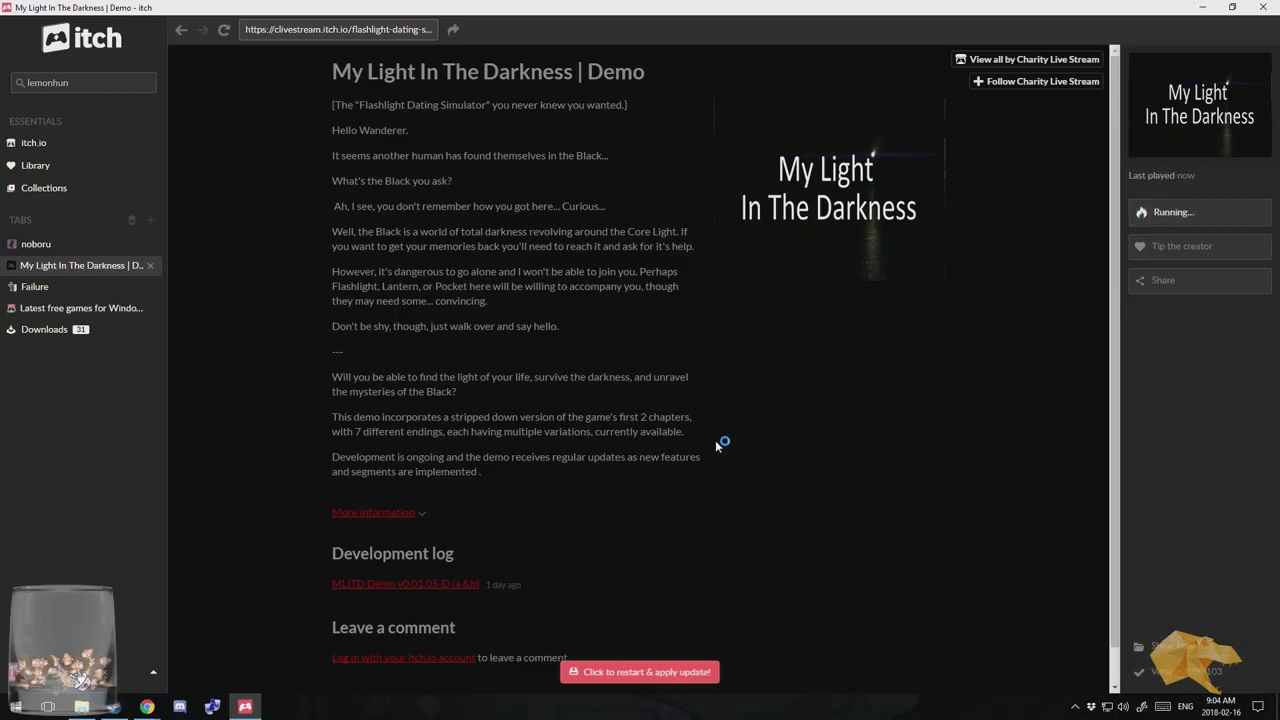 My Light In The Darkness | Demo - itch
itch
https://clivestream.itch.io/flashlight-dating-s...
lemonhun
ESSENTIALS
itch.io
Library
Collections
TABS
noboru
My Light In The Darkness | D...
Failure
Latest free games for Windo...
Downloads 31
View all by Charity Live Stream
Follow Charity Live Stream
My Light In The Darkness | Demo
[The "Flashlight Dating Simulator" you never knew you wanted.]
Hello Wanderer.
It seems another human has found themselves in the Black...
What's the Black you ask?
Ah, I see, you don't remember how you got here... Curious...
Well, the Black is a world of total darkness revolving around the Core Light. If
you want to get your memories back you'll need to reach it and ask for it's help.
However, it's dangerous to go alone and I won't be able to join you. Perhaps
Flashlight, Lantern, or Pocket here will be willing to accompany you, though
they may need some... convincing.
Don't be shy, though, just walk over and say hello.
---
Will you be able to find the light of your life, survive the darkness, and unravel
the mysteries of the Black?
This demo incorporates a stripped down version of the game's first 2 chapters,
with 7 different endings, each having multiple variations, currently available.
Development is ongoing and the demo receives regular updates as new features
and segments are implemented .
More information
Development log
MLITD Demo v0.01.05-D (a &b) 1 day ago
Leave a comment
Log in with your itch.io account to leave a comment.
Click to restart & apply update!
My Light
In The Darkness
My Light
In The Darkness
Last played now
Running...
Tip the creator
Share
ENG
9:04 AM
2018-02-16